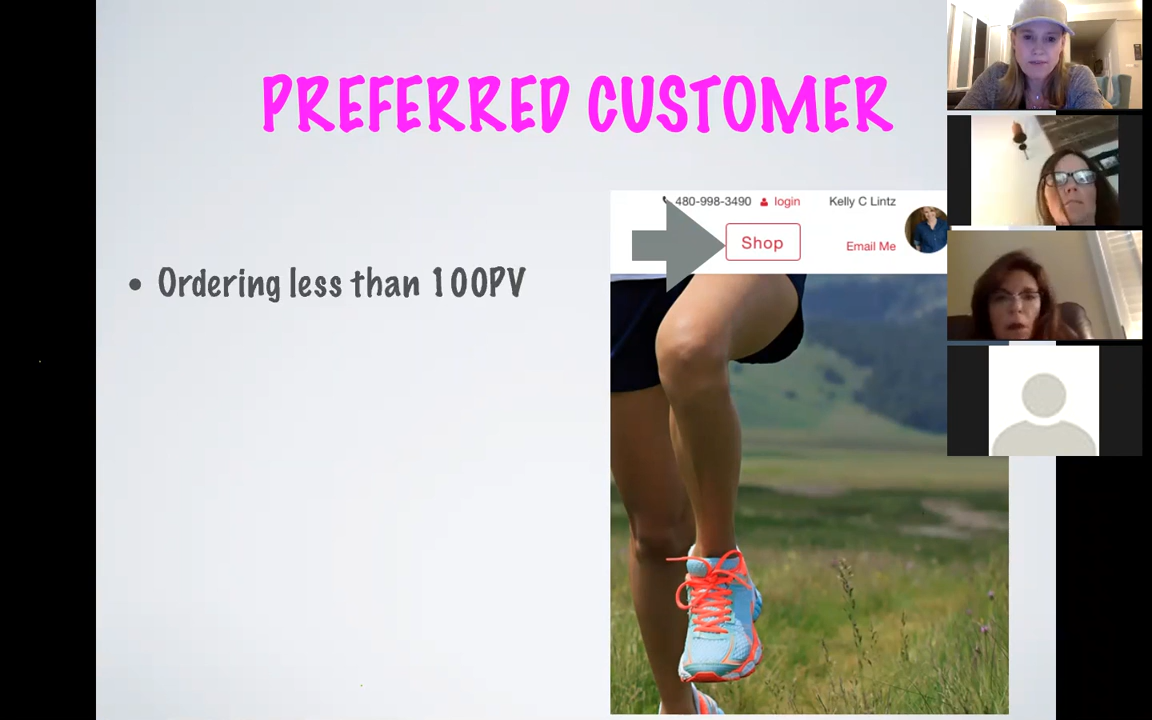 PREFERRED CUSTOMER
480-998-3490 login Kelly C Lintz
Shop
Email Me
• Ordering less than 100PV